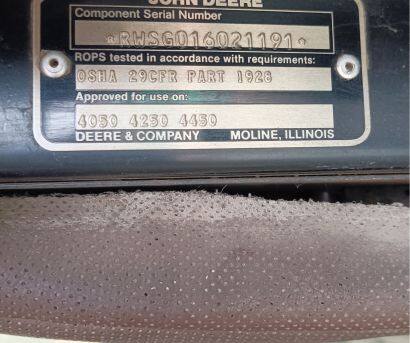 JOHN DEERE
Component Serial Number
*RWSG016021191*
ROPS tested in accordance with requirements:
OSHA 29CFR PART 1928
Approved for use on:
4050 4250 4450
DEERE & COMPANY MOLINE, ILLINOIS